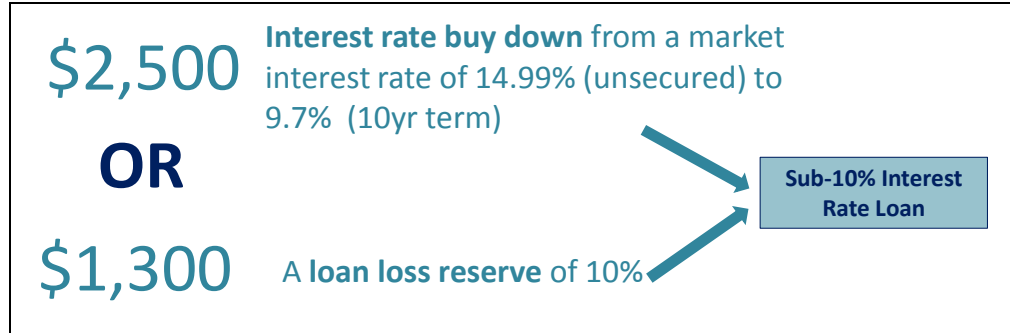 $2,500
Interest rate buy down from a market
interest rate of 14.99% (unsecured) to
9.7% (10yr term)
OR
Sub-10% Interest
Rate Loan
$1,300
A loan loss reserve of 10%